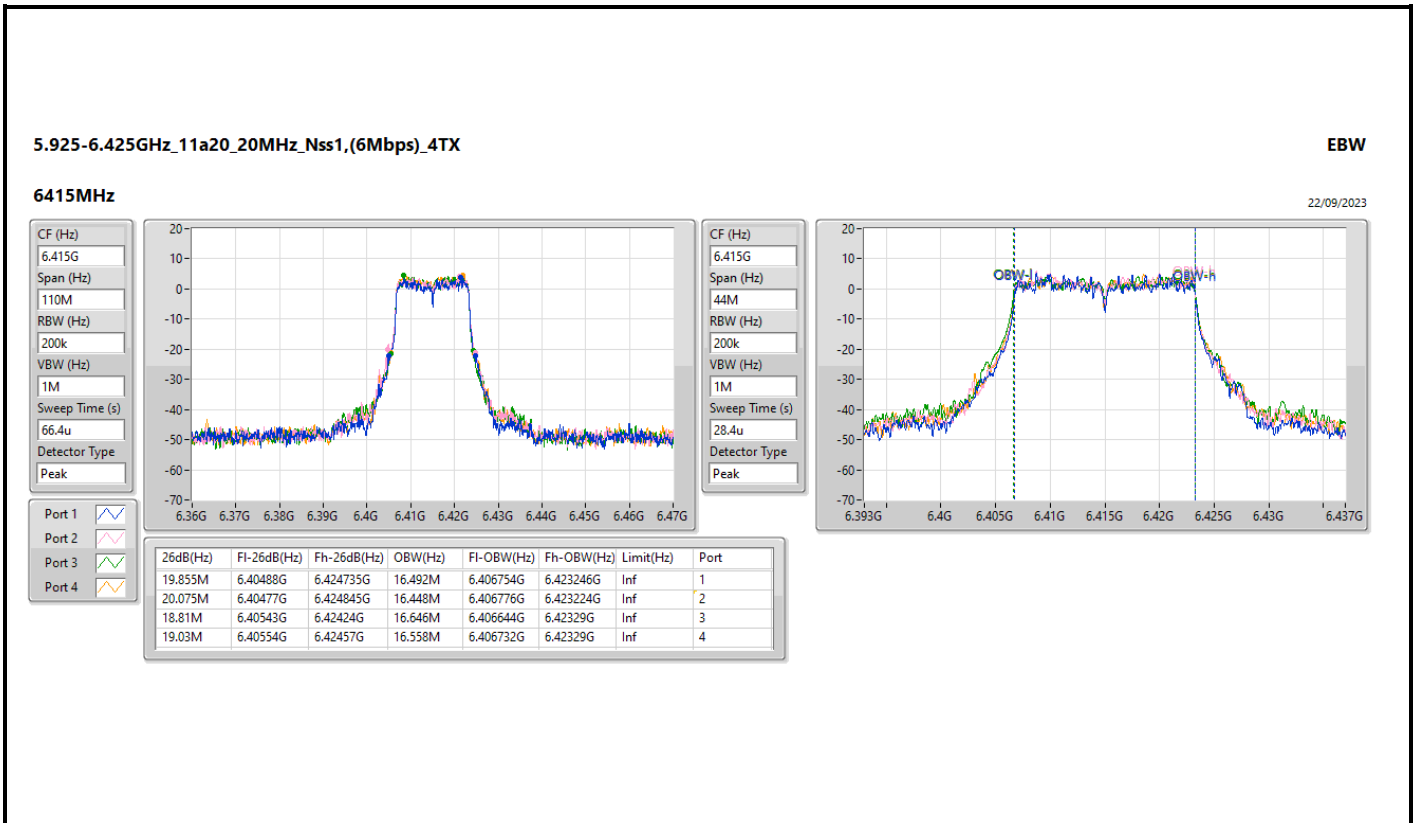 5.925-6.425GHz_11a20_20MHz_Nss1,(6Mbps)_4TX
EBW
6415MHz
22/09/2023
CF (Hz)
6.415G
Span (Hz)
110M
RBW (Hz)
200k
VBW (Hz)
1M
Sweep Time (s)
66.4u
Detector Type
Peak
20
10
0
-10
-20
-30
-40
-50
-60
-70
6.36G 6.37G 6.38G 6.39G 6.4G 6.41G 6.42G 6.43G 6.44G 6.45G 6.46G 6.47G
CF (Hz)
6.415G
Span (Hz)
44M
RBW (Hz)
200k
VBW (Hz)
1M
Sweep Time (s)
28.4u
Detector Type
Peak
20
10
0
-10
-20
-30
-40
-50
-60
-70
OBW-l OBW-R
6.393G 6.4G 6.405G 6.41G 6.415G 6.42G 6.425G 6.43G 6.437G
Port 1
Port 2
Port 3
Port 4
26dB(Hz) Fl-26dB(Hz) Fh-26dB(Hz) OBW(Hz) Fl-OBW(Hz) Fh-OBW(Hz) Limit(Hz) Port
19.855M 6.40488G 6.424735G 16.492M 6.406754G 6.423246G Inf 1
20.075M 6.40477G 6.424845G 16.448M 6.406776G 6.423224G Inf 2
18.81M 6.40543G 6.42424G 16.646M 6.406644G 6.42329G Inf 3
19.03M 6.40554G 6.42457G 16.558M 6.406732G 6.42329G Inf 4